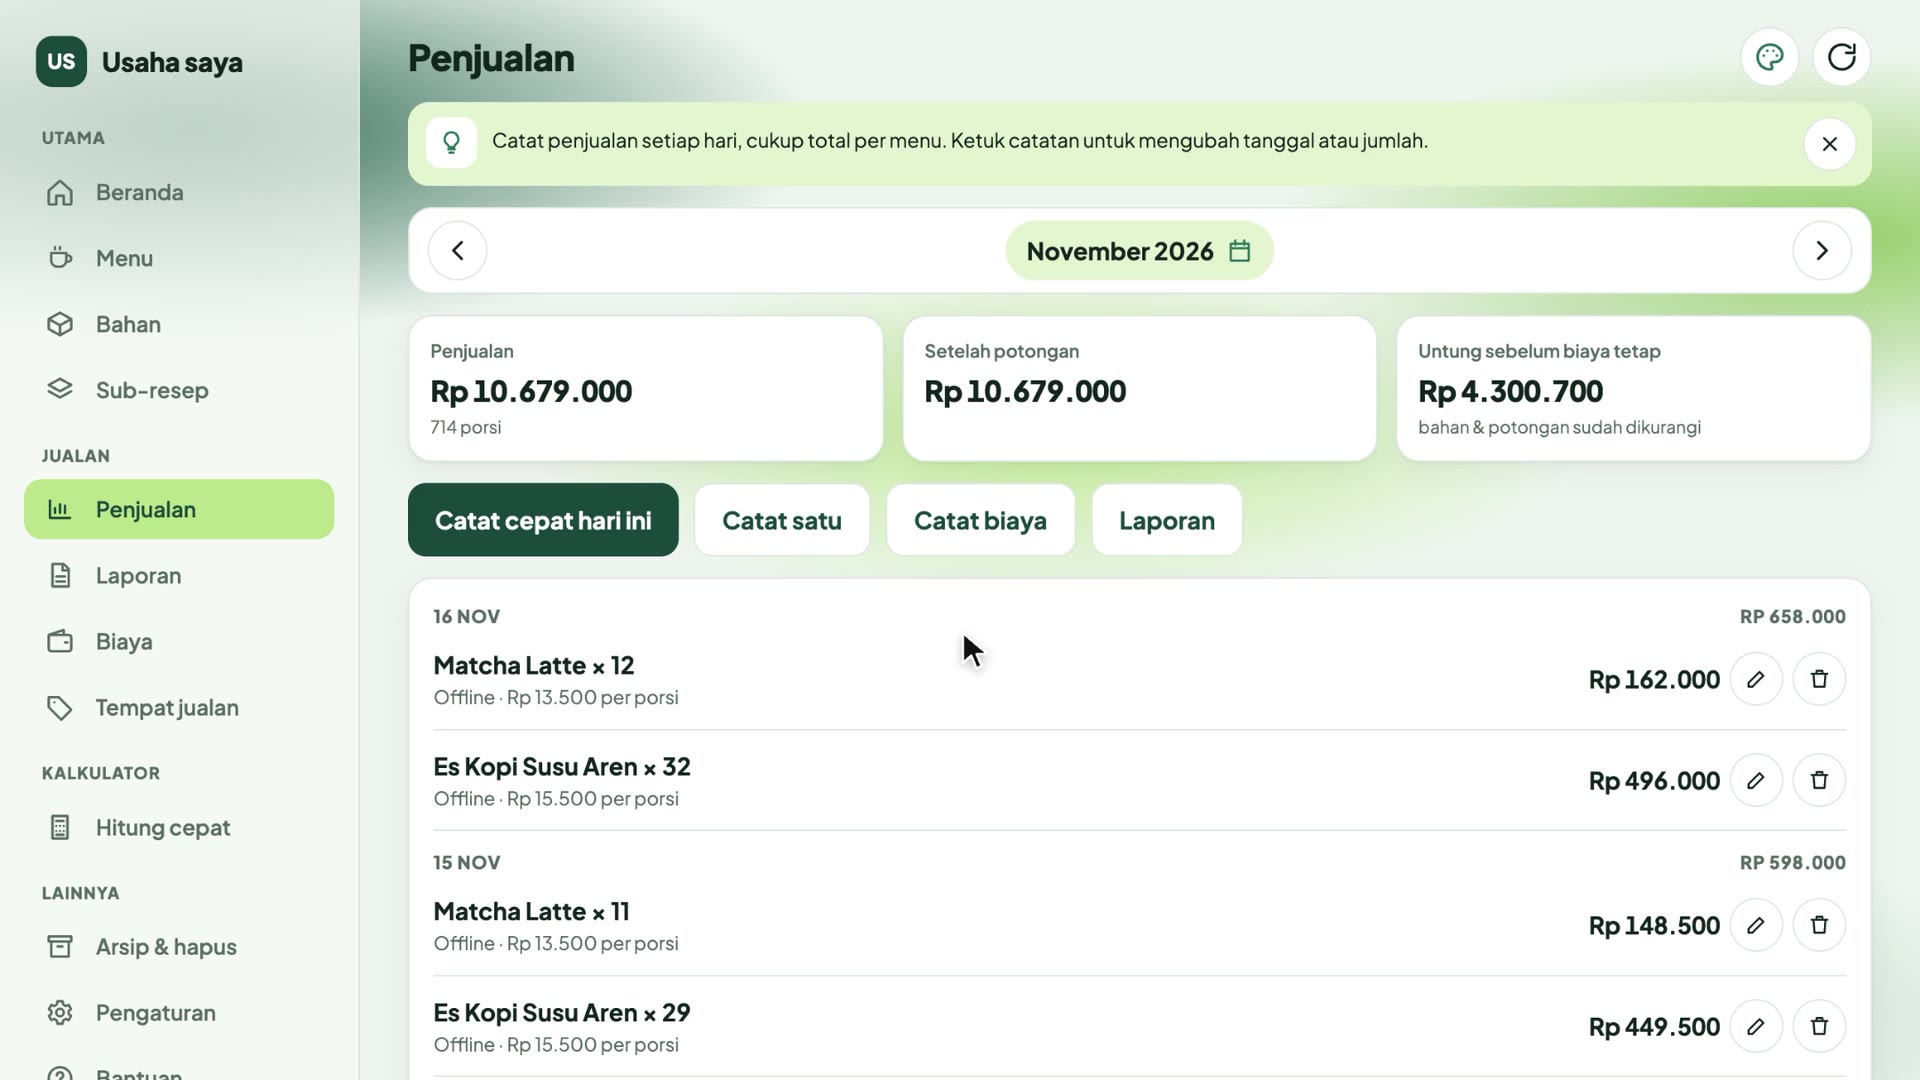 US
Usaha saya
UTAMA
Beranda
Menu
Bahan
Sub-resep
JUALAN
Penjualan
Laporan
Biaya
Tempat jualan
KALKULATOR
Hitung cepat
LAINNYA
Arsip & hapus
Pengaturan
Bantuan
Penjualan
Catat penjualan setiap hari, cukup total per menu. Ketuk catatan untuk mengubah tanggal atau jumlah.
November 2026
Penjualan
Rp 10.679.000
714 porsi
Setelah potongan
Rp 10.679.000
Untung sebelum biaya tetap
Rp 4.300.700
bahan & potongan sudah dikurangi
Catat cepat hari ini
Catat satu
Catat biaya
Laporan
16 NOV
RP 658.000
Matcha Latte × 12
Offline · Rp 13.500 per porsi
Rp 162.000
Es Kopi Susu Aren × 32
Offline · Rp 15.500 per porsi
Rp 496.000
15 NOV
RP 598.000
Matcha Latte × 11
Offline · Rp 13.500 per porsi
Rp 148.500
Es Kopi Susu Aren × 29
Offline · Rp 15.500 per porsi
Rp 449.500